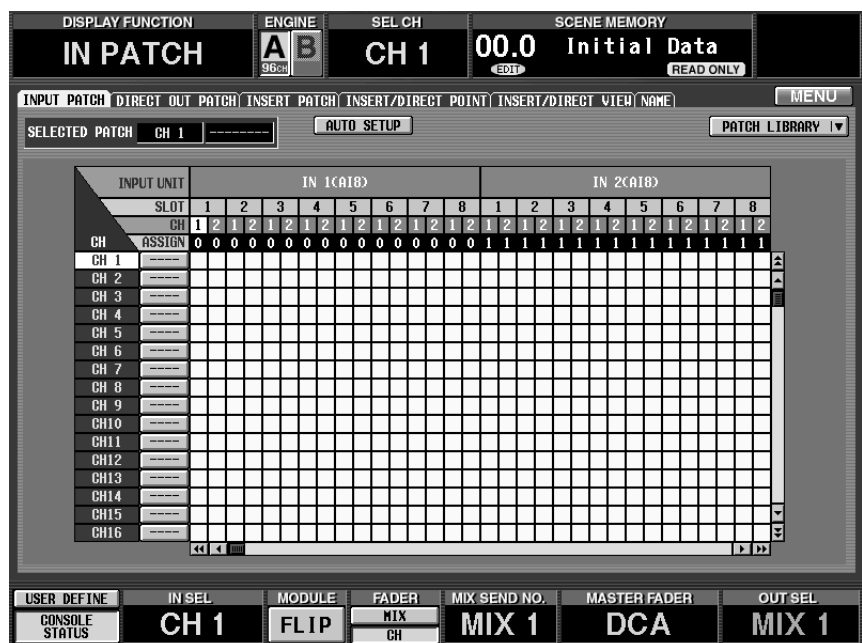 DISPLAY FUNCTION ENGINE SEL CH SCENE MEMORY
IN PATCH A 96CH B CH 1 00.0 EDIT Initial Data READ ONLY
INPUT PATCH DIRECT OUT PATCH INSERT PATCH INSERT/DIRECT POINT INSERT/DIRECT VIEW NAME MENU
SELECTED PATCH CH 1 -------- AUTO SETUP PATCH LIBRARY
INPUT UNIT IN 1(AI8) IN 2(AI8)
SLOT 1 2 3 4 5 6 7 8 1 2 3 4 5 6 7 8
CH 1 2 1 2 1 2 1 2 1 2 1 2 1 2 1 2 1 2 1 2 1 2 1 2 1 2 1 2 1 2 1 2
CH ASSIGN 0 0 0 0 0 0 0 0 0 0 0 0 0 0 0 0 1 1 1 1 1 1 1 1 1 1 1 1 1 1 1 1
CH 1 ----
CH 2 ----
CH 3 ----
CH 4 ----
CH 5 ----
CH 6 ----
CH 7 ----
CH 8 ----
CH 9 ----
CH10 ----
CH11 ----
CH12 ----
CH13 ----
CH14 ----
CH15 ----
CH16 ----
USER DEFINE IN SEL MODULE FADER MIX SEND NO. MASTER FADER OUT SEL
CONSOLE STATUS CH 1 FLIP MIX CH MIX 1 DCA MIX 1